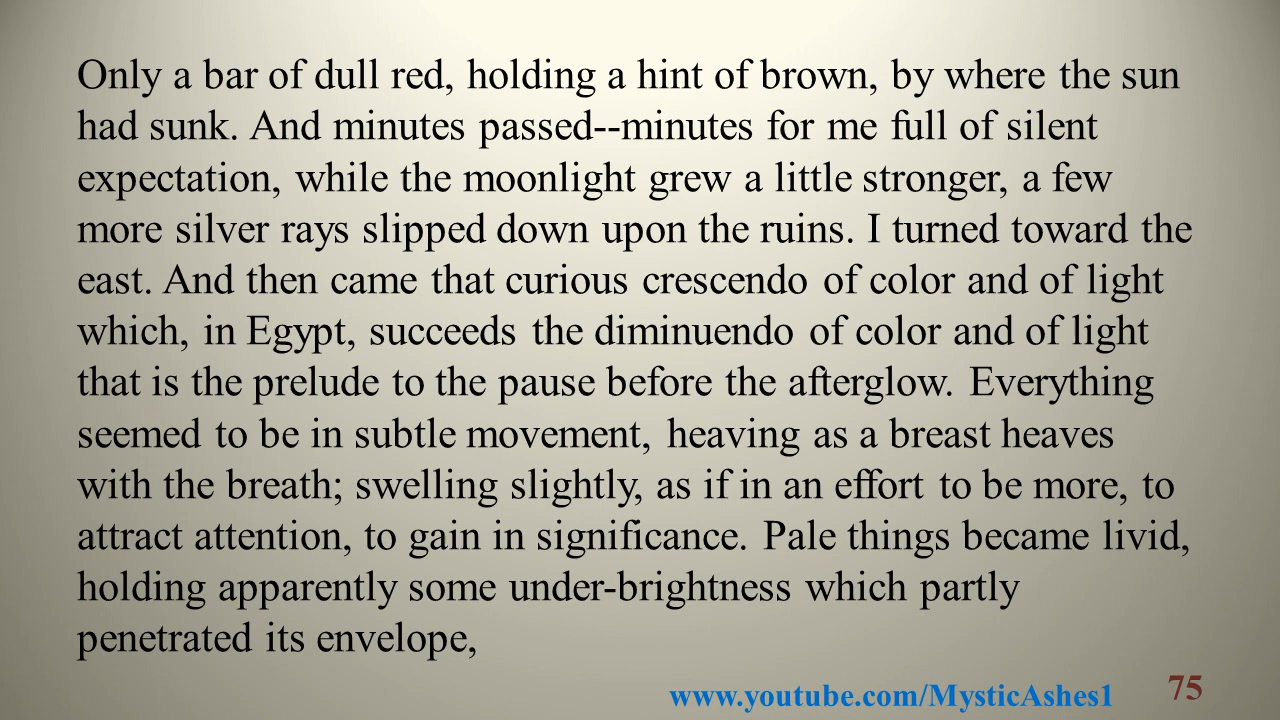 Only a bar of dull red, holding a hint of brown, by where the sun
had sunk. And minutes passed--minutes for me full of silent
expectation, while the moonlight grew a little stronger, a few
more silver rays slipped down upon the ruins. I turned toward the
east. And then came that curious crescendo of color and of light
which, in Egypt, succeeds the diminuendo of color and of light
that is the prelude to the pause before the afterglow. Everything
seemed to be in subtle movement, heaving as a breast heaves
with the breath; swelling slightly, as if in an effort to be more, to
attract attention, to gain in significance. Pale things became livid,
holding apparently some under-brightness which partly
penetrated its envelope,
www.youtube.com/MysticAshes1
75